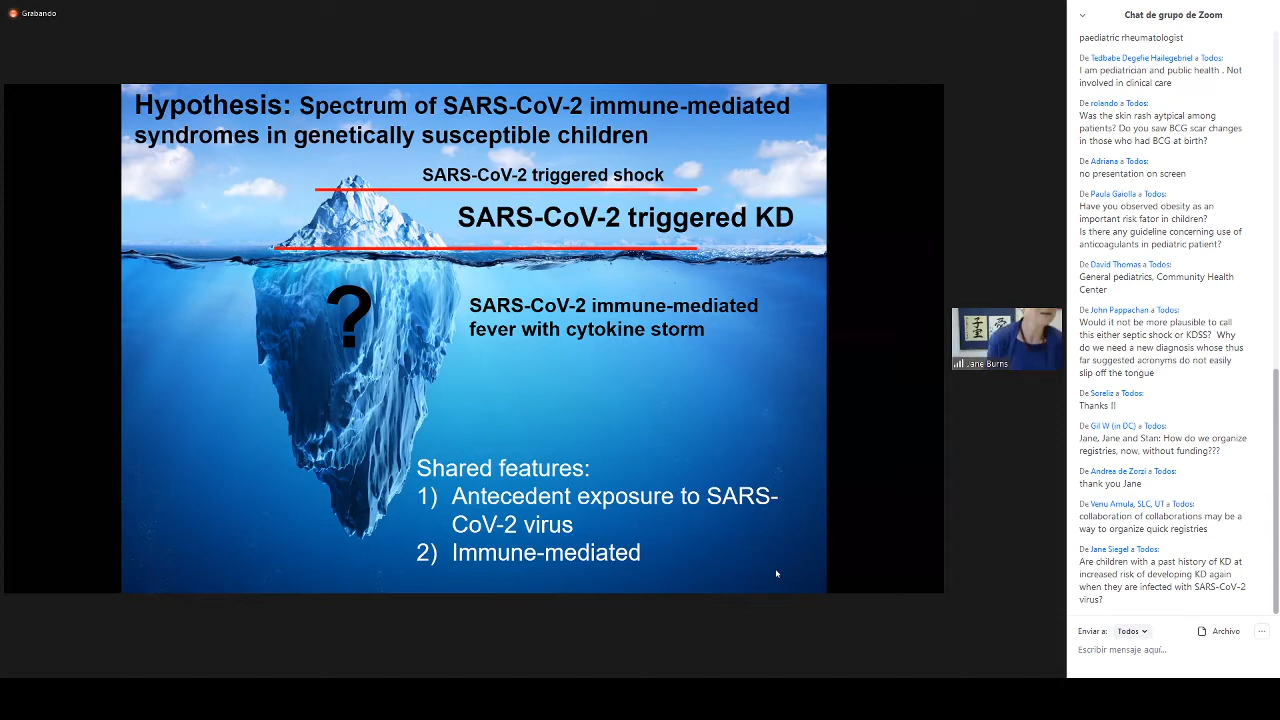 Grabando
Hypothesis: Spectrum of SARS-CoV-2 immune-mediated
syndromes in genetically susceptible children
SARS-CoV-2 triggered shock
SARS-CoV-2 triggered KD
?
SARS-CoV-2 immune-mediated
fever with cytokine storm
Shared features:
1) Antecedent exposure to SARS-
CoV-2 virus
2) Immune-mediated
Jane Burns
Chat de grupo de Zoom
paediatric rheumatologist
De Tedbabe Degefie Hailegebriel a Todos:
I am pediatrician and public health . Not
involved in clinical care
De rolando a Todos:
Was the skin rash aytpical among
patients? Do you saw BCG scar changes
in those who had BCG at birth?
De Adriana a Todos:
no presentation on screen
De Paula Gaiolla a Todos:
Have you observed obesity as an
important risk fator in children?
Is there any guideline concerning use of
anticoagulants in pediatric patient?
De David Thomas a Todos:
General pediatrics, Community Health
Center
De John Pappachan a Todos:
Would it not be more plausible to call
this either septic shock or KDSS? Why
do we need a new diagnosis whose thus
far suggested acronyms do not easily
slip off the tongue
De Soreliz a Todos:
Thanks !!
De Gil W (in DC) a Todos:
Jane, Jane and Stan: How do we organize
registries, now, without funding???
De Andrea de Zorzi a Todos:
thank you Jane
De Venu Amula, SLC, UT a Todos:
collaboration of collaborations may be a
way to organize quick registries
De Jane Siegel a Todos:
Are children with a past history of KD at
increased risk of developing KD again
when they are infected with SARS-CoV-2
virus?
Enviar a: Todos
Archivo
Escribir mensaje aquí...